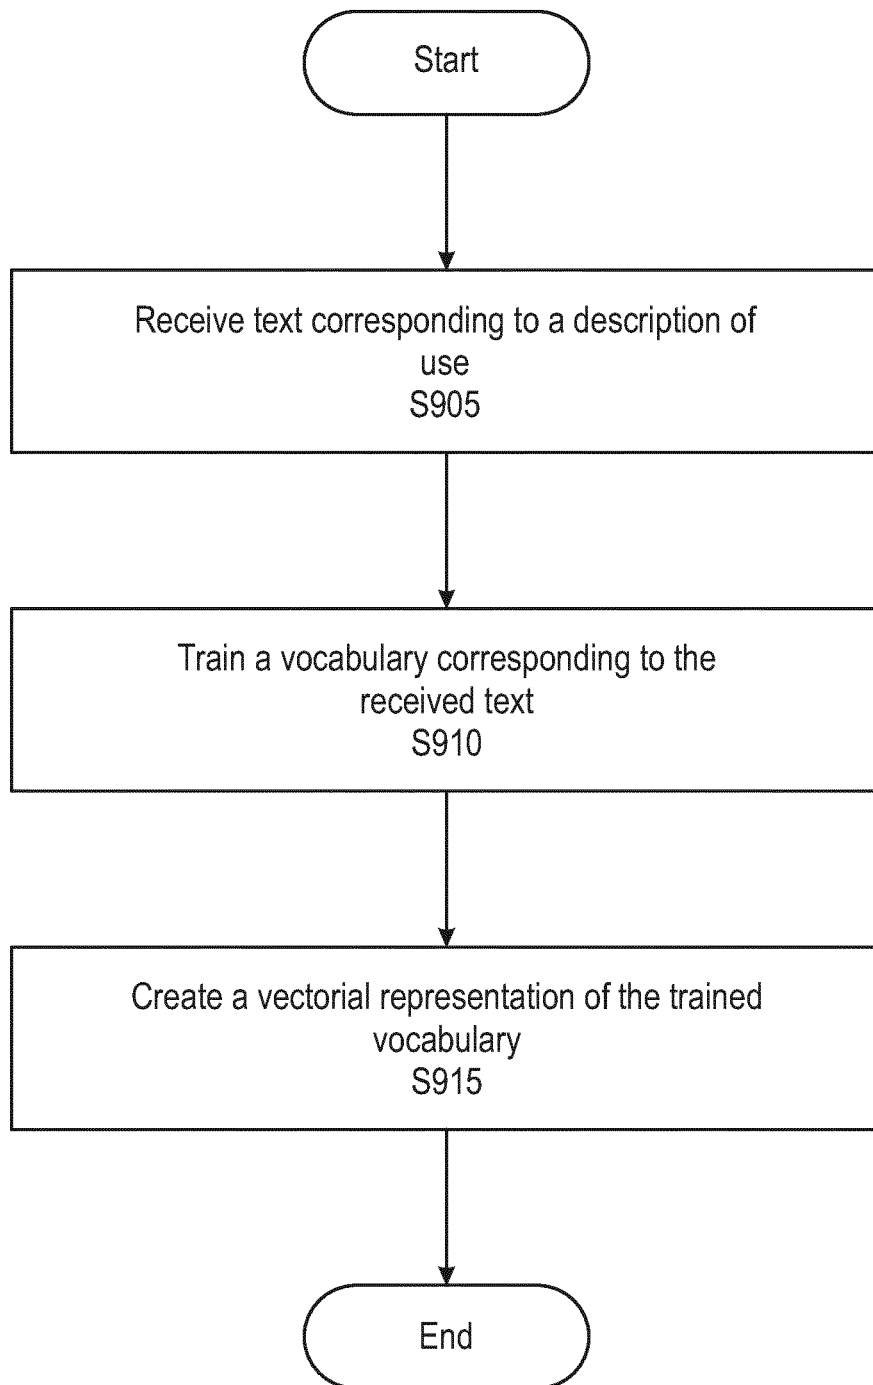 Start
Receive text corresponding to a description of
use
S905
Train a vocabulary corresponding to the
received text
S910
Create a vectorial representation of the trained
vocabulary
S915
End